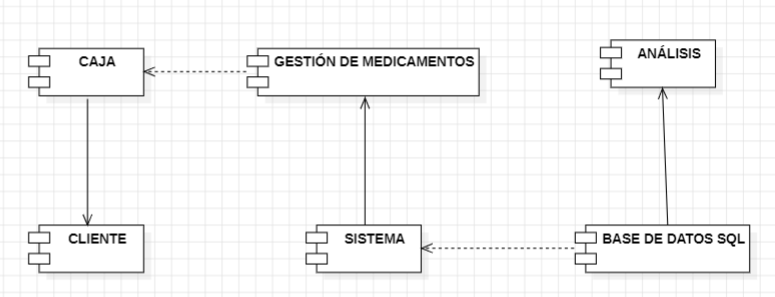 CAJA
GESTIÓN DE MEDICAMENTOS
ANÁLISIS
CLIENTE
SISTEMA
BASE DE DATOS SQL